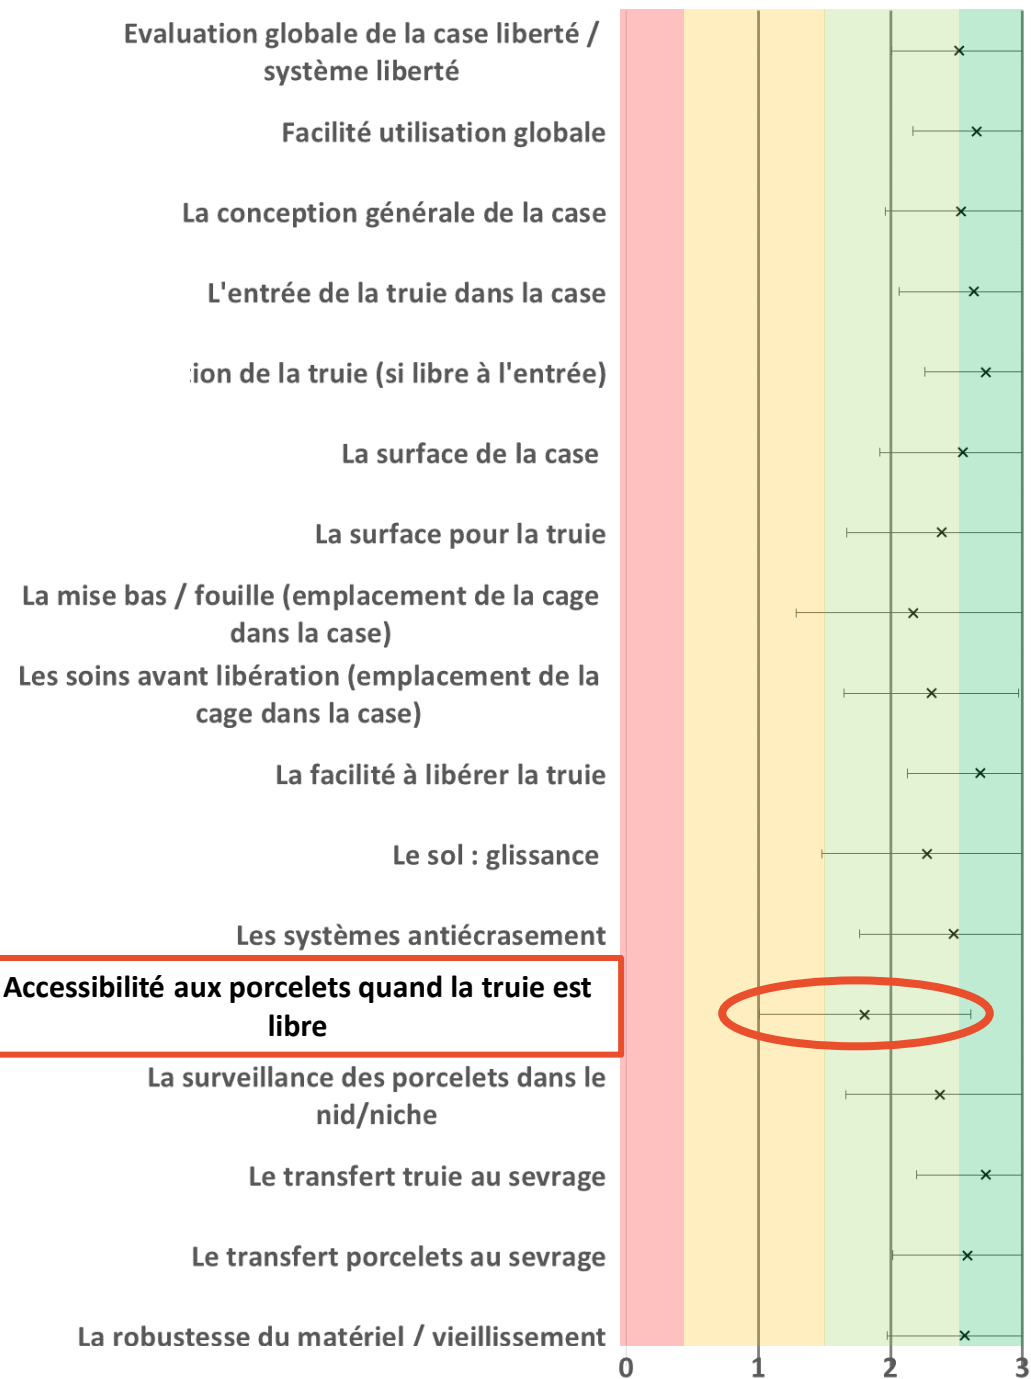 Evaluation globale de la case liberté /
système liberté
Facilité utilisation globale
La conception générale de la case
L'entrée de la truie dans la case
de la truie (si libre à l'entrée)
La surface de la case
La surface pour la truie
La mise bas / fouille (emplacement de la cage
dans la case)
Les soins avant libération (emplacement de la
cage dans la case)
La facilité à libérer la truie
Le sol : glissance
Les systèmes antiécrasement
Accessibilité aux porcelets quand la truie est
libre
La surveillance des porcelets dans le
nid/niche
Le transfert truie au sevrage
Le transfert porcelets au sevrage
La robustesse du matériel / vieillissement
0 1 2 3